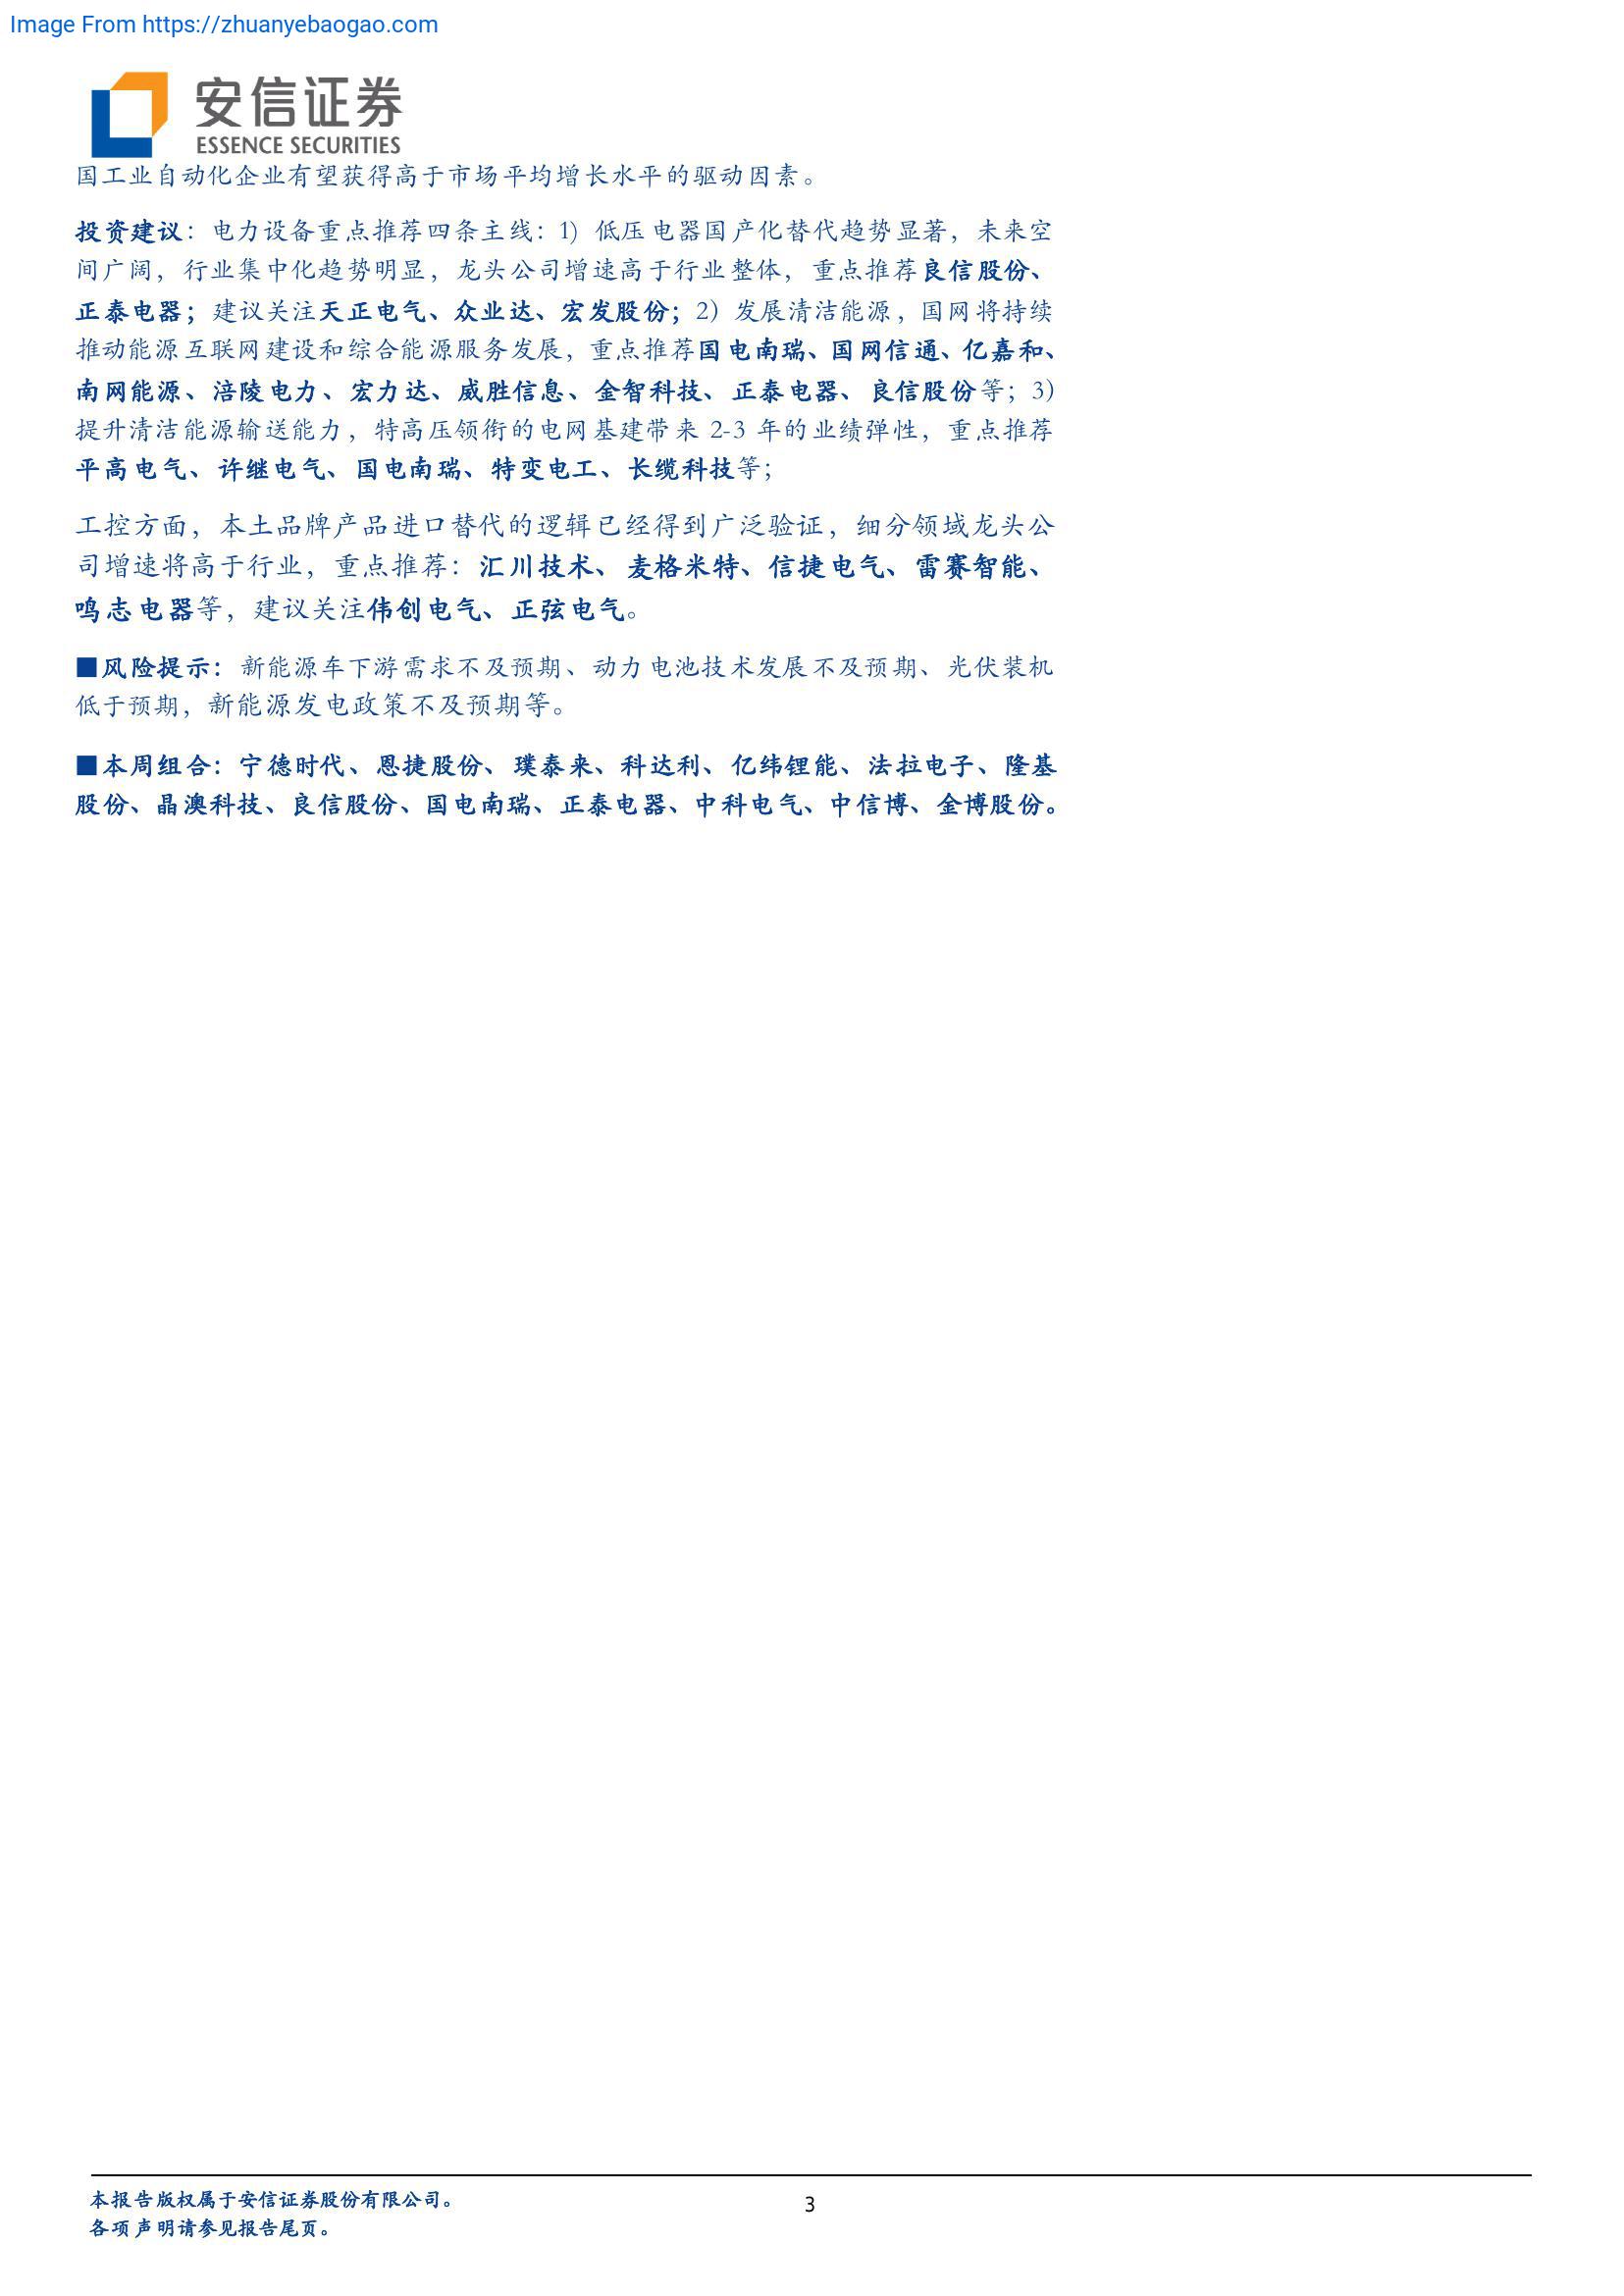 Image From https://zhuanyebaogao.com
安信证券
ESSENCE SECURITIES
国工业自动化企业有望获得高于市场平均增长水平的驱动因素。
投资建议：电力设备重点推荐四条主线：1）低压电器国产化替代趋势显著，未来空
间广阔，行业集中化趋势明显，龙头公司增速高于行业整体，重点推荐良信股份、
正泰电器；建议关注天正电气、众业达、宏发股份；2）发展清洁能源，国网将持续
推动能源互联网建设和综合能源服务发展，重点推荐国电南瑞、国网信通、亿嘉和、
南网能源、涪陵电力、宏力达、威胜信息、金智科技、正泰电器、良信股份等；3）
提升清洁能源输送能力，特高压领衔的电网基建带来 2-3 年的业绩弹性，重点推荐
平高电气、许继电气、国电南瑞、特变电工、长缆科技等；
工控方面，本土品牌产品进口替代的逻辑已经得到广泛验证，细分领域龙头公
司增速将高于行业，重点推荐：汇川技术、麦格米特、信捷电气、雷赛智能、
鸣志电器等，建议关注伟创电气、正弦电气。
■风险提示：新能源车下游需求不及预期、动力电池技术发展不及预期、光伏装机
低于预期，新能源发电政策不及预期等。
■本周组合：宁德时代、恩捷股份、璞泰来、科达利、亿纬锂能、法拉电子、隆基
股份、晶澳科技、良信股份、国电南瑞、正泰电器、中科电气、中信博、金博股份。
本报告版权属于安信证券股份有限公司。
3
各项声明请参见报告尾页。